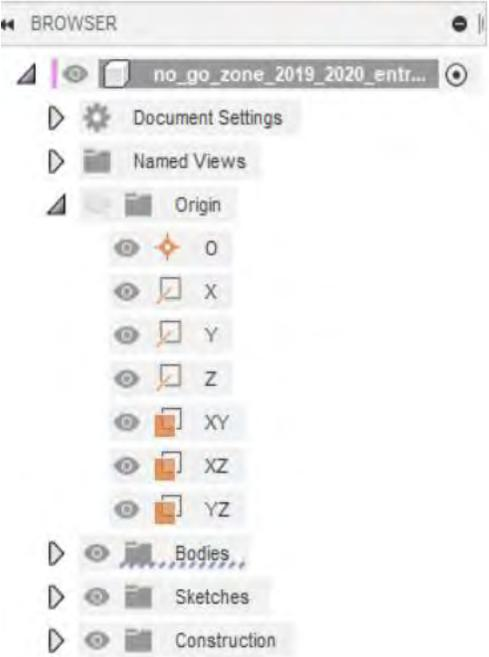 BROWSER
no_go_zone_2019_2020_entr...
Document Settings
Named Views
Origin
O
X
Y
Z
XY
XZ
YZ
Bodies
Sketches
Construction